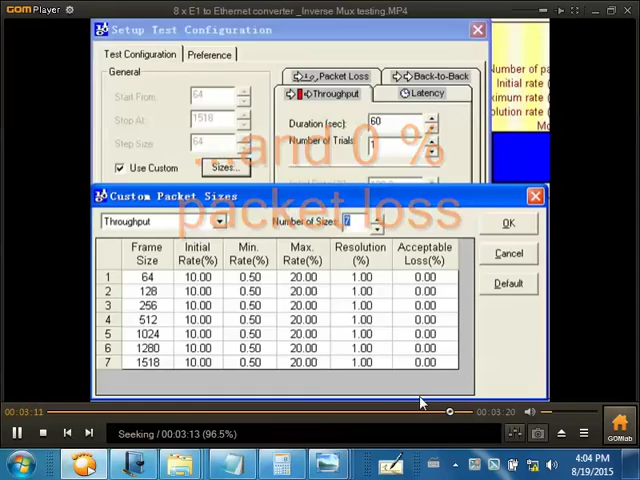 GOM Player
8 x E1 to Ethernet converter _Inverse Mux testing.MP4
Setup Test Configuration
Test Configuration
Preference
General
Start From:
64
Stop At:
1518
Step Size:
64
Use Custom
Sizes...
Packet Loss
Back-to-Back
Throughput
Latency
Duration (sec):
60
Number of Trials
1
Number of pa
Initial rate (
ximum rate (
olution rate (
...and 0 %
packet loss
Custom Packet Sizes
Throughput
Number of Sizes:
7
OK
Cancel
Default
Frame Size Initial Rate(%) Min. Rate(%) Max. Rate(%) Resolution (%) Acceptable Loss(%)
1 64 10.00 0.50 20.00 1.00 0.00
2 128 10.00 0.50 20.00 1.00 0.00
3 256 10.00 0.50 20.00 1.00 0.00
4 512 10.00 0.50 20.00 1.00 0.00
5 1024 10.00 0.50 20.00 1.00 0.00
6 1280 10.00 0.50 20.00 1.00 0.00
7 1518 10.00 0.50 20.00 1.00 0.00
00:03:11
00:03:20
Seeking / 00:03:13 (96.5%)
GOMlab
4:04 PM
8/19/2015